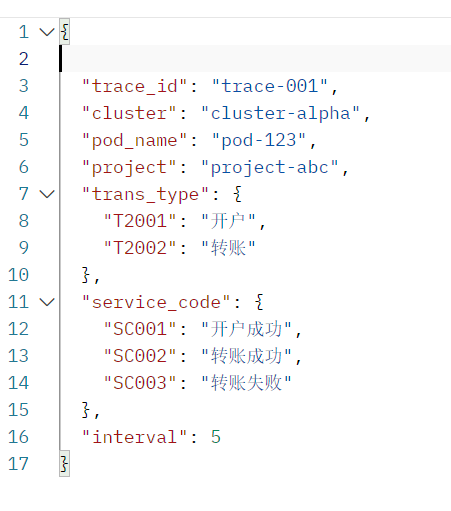 1 {
2
3 "trace_id": "trace-001",
4 "cluster": "cluster-alpha",
5 "pod_name": "pod-123",
6 "project": "project-abc",
7 "trans_type": {
8 "T2001": "开户",
9 "T2002": "转账"
10 },
11 "service_code": {
12 "SC001": "开户成功",
13 "SC002": "转账成功",
14 "SC003": "转账失败"
15 },
16 "interval": 5
17 }